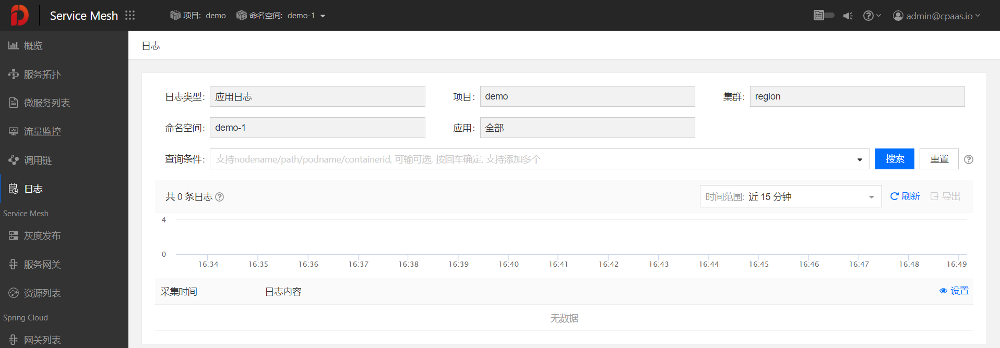 Service Mesh 项目: demo 命名空间: demo-1 admin@cpaas.io
概览
服务拓扑
微服务列表
流量监控
调用链
日志
Service Mesh
灰度发布
服务网关
资源列表
Spring Cloud
网关列表
日志
日志类型: 应用日志 项目: demo 集群: region
命名空间: demo-1 应用: 全部
查询条件: 支持nodename/path/podname/containerid, 可输可选, 按回车确定, 支持添加多个 搜索 重置
共 0 条日志 时间范围: 近 15 分钟 刷新 导出
4
0
16:34 16:35 16:36 16:37 16:38 16:39 16:40 16:41 16:42 16:43 16:44 16:45 16:46 16:47 16:48 16:49
采集时间 日志内容 设置
无数据